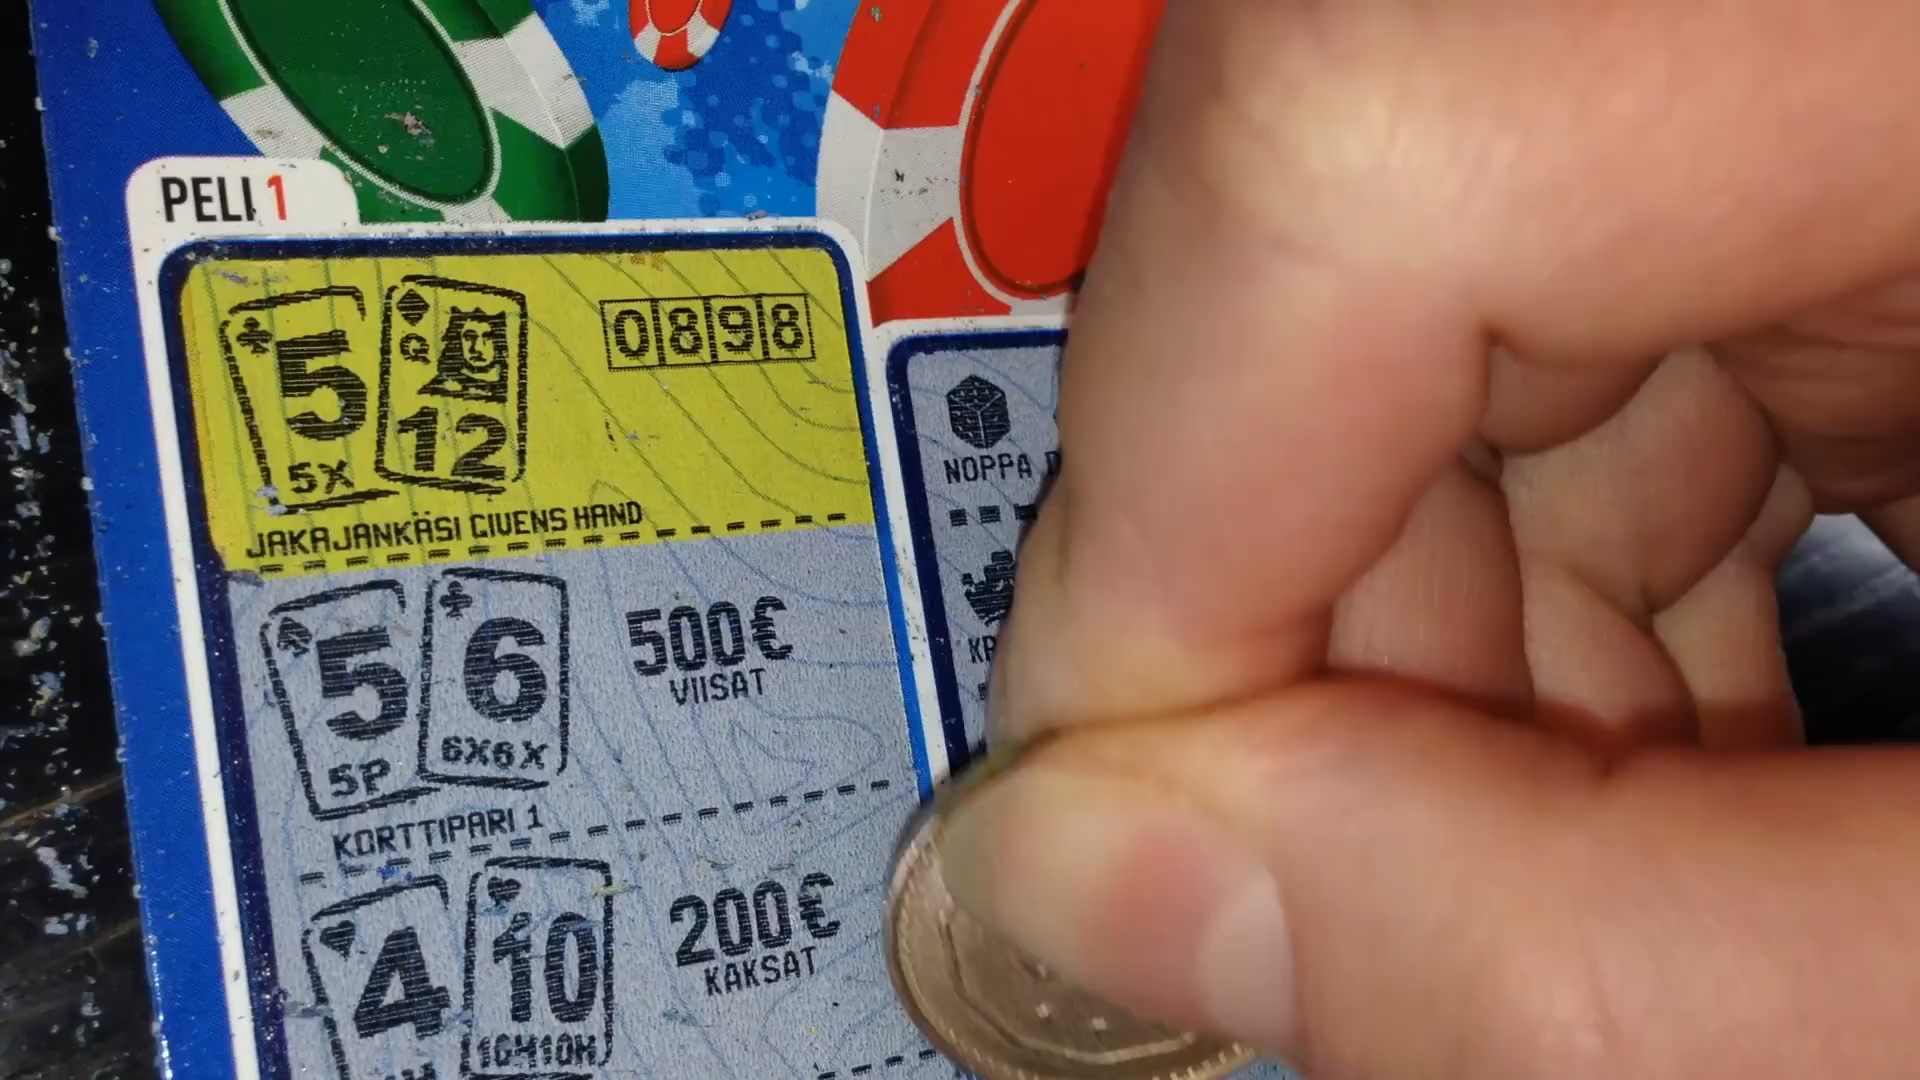 PELI 1
5 Q 0898
5X 12
JAKAJANKÄSI GIVENS HAND
5 6 500€
VIISAT
5P 6X6X
KORTTIPARI 1
4 10 200€
KAKSAT
10H10H
NOPPA